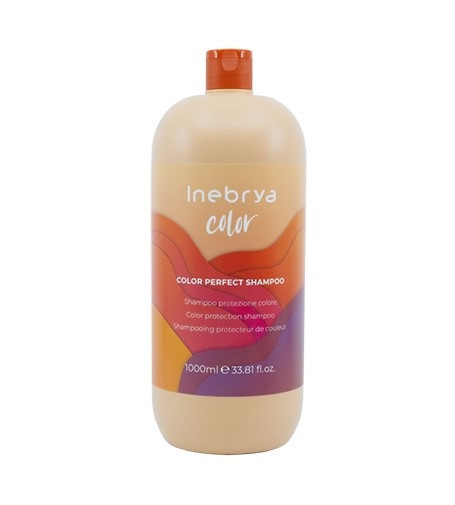 Inebrya
color
COLOR PERFECT SHAMPOO
Shampoo protezione colore
Color protection shampoo
Shampooing protecteur de couleur
1000ml ℮ 33.81 fl.oz.